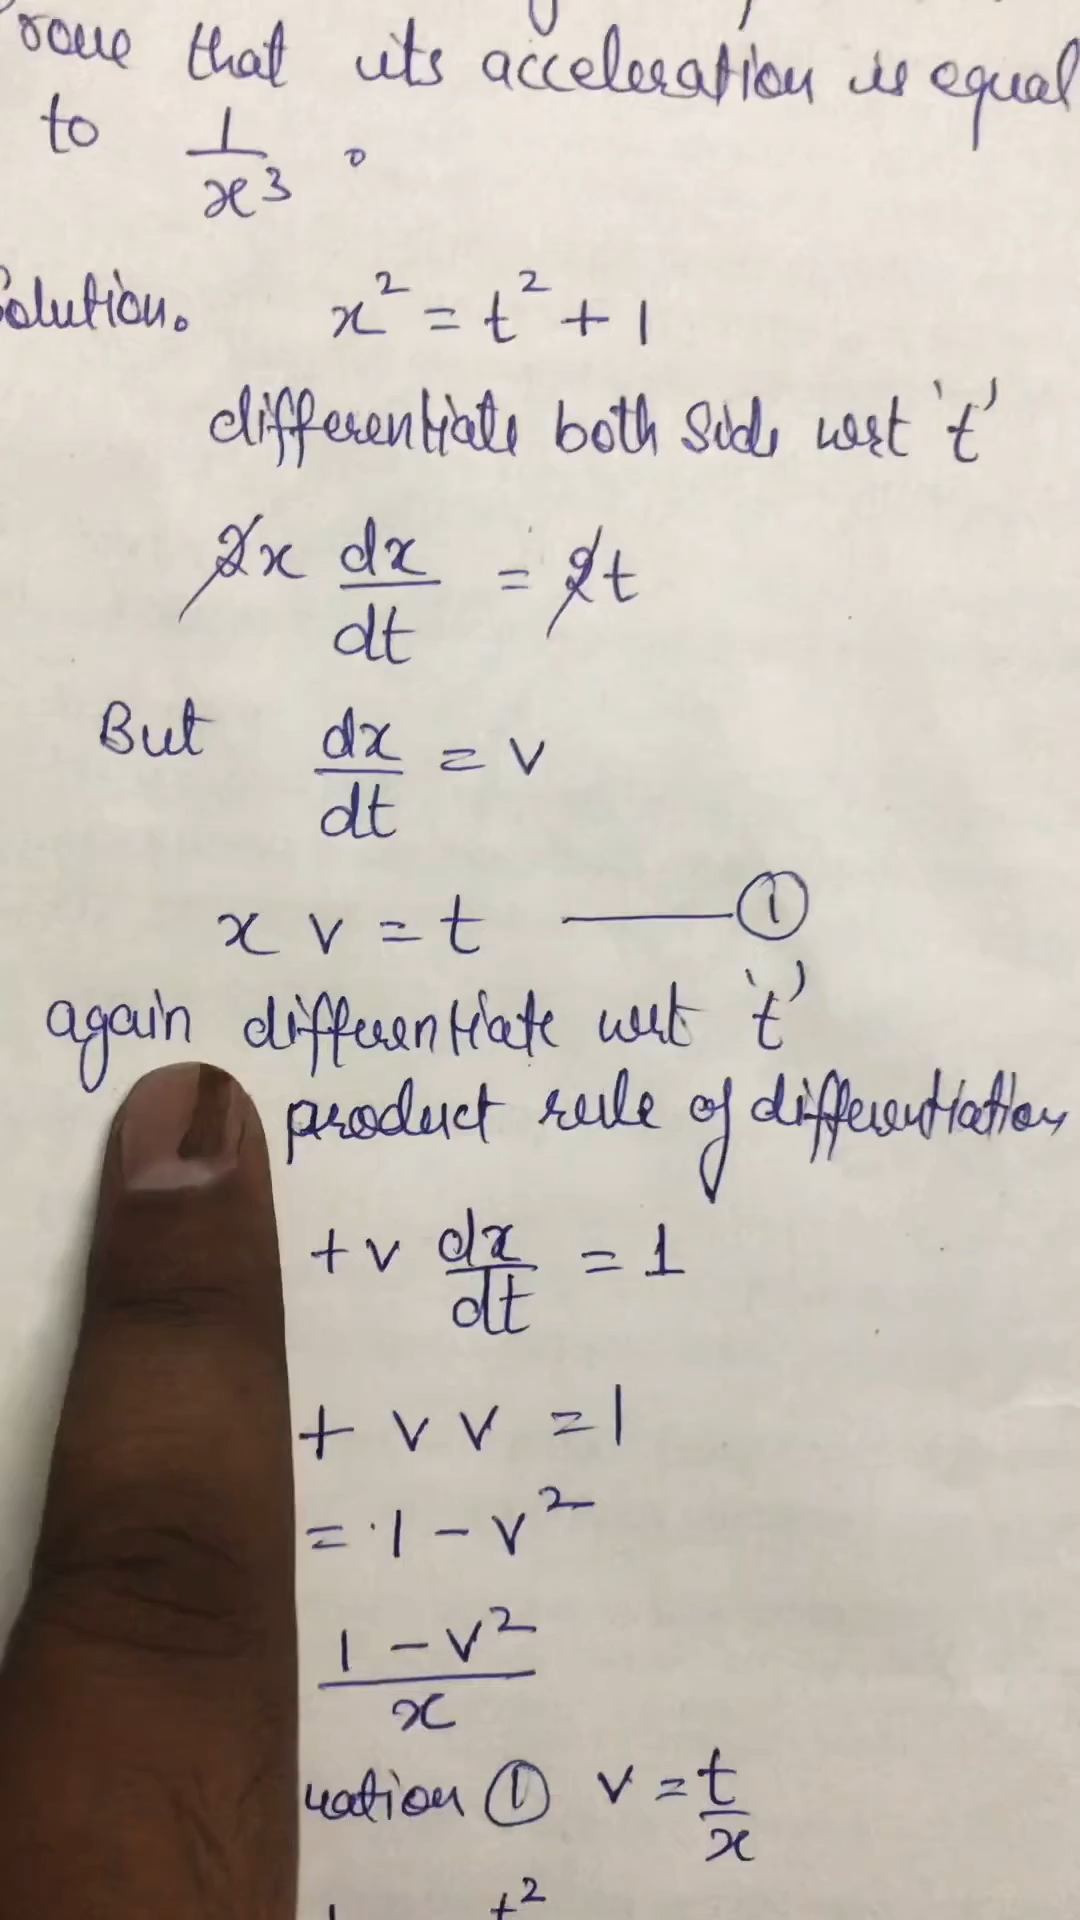 that its acceleration is equal
to 1/x³.
x² = t² + 1
differentiate both side wrt 't'
2x dx/dt = 2t
But dx/dt = v
x v = t —— ①
again differentiate wrt 't'
product rule of differentiation
+ v dx/dt = 1
+ v v = 1
= 1 - v²
1 - v²/x
① v = t/x
t²